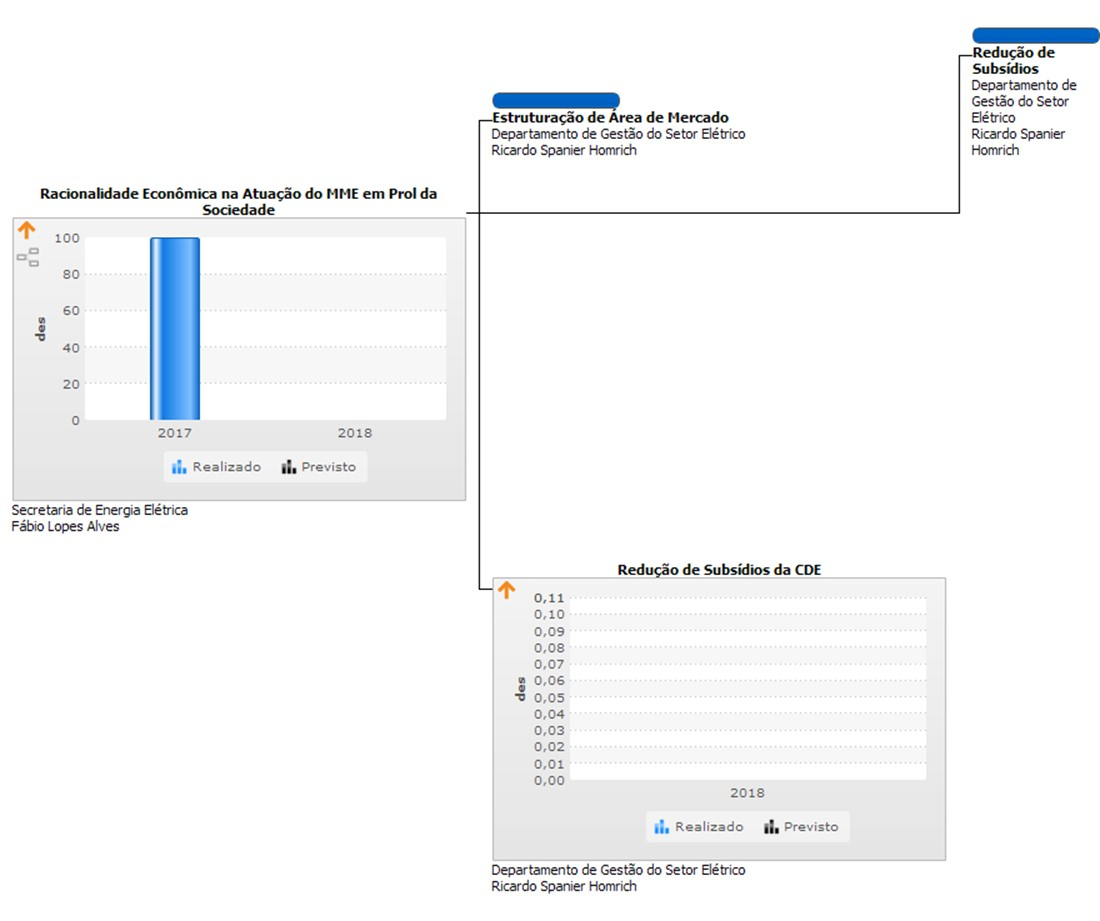 Redução de
Subsídios
Departamento de
Gestão do Setor
Elétrico
Ricardo Spanier
Homrich
Estruturação de Área de Mercado
Departamento de Gestão do Setor Elétrico
Ricardo Spanier Homrich
Racionalidade Econômica na Atuação do MME em Prol da
Sociedade
100
80
60
40
20
0
des
2017 2018
Realizado Previsto
Secretaria de Energia Elétrica
Fábio Lopes Alves
Redução de Subsídios da CDE
0,11
0,10
0,09
0,08
0,07
0,06
0,05
0,04
0,03
0,02
0,01
0,00
des
2018
Realizado Previsto
Departamento de Gestão do Setor Elétrico
Ricardo Spanier Homrich